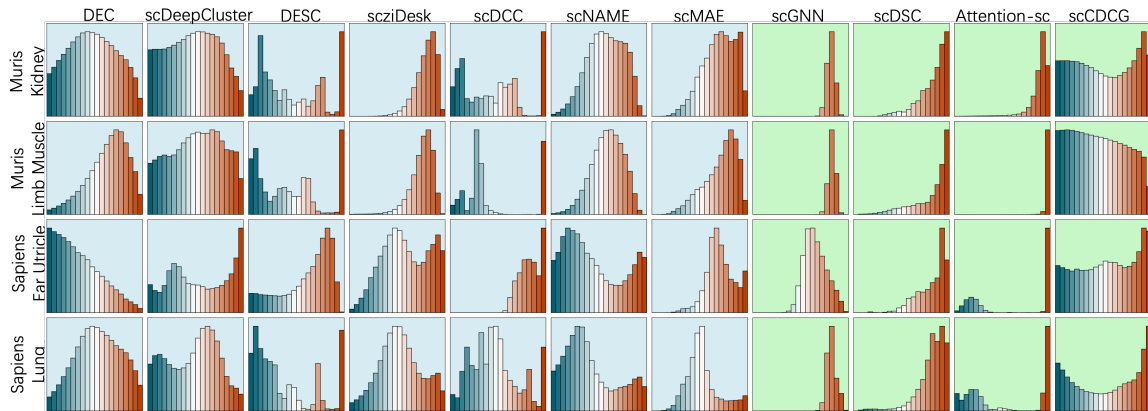 DEC scDeepCluster DESC scziDesk scDCC scNAME scMAE scGNN scDSC Attention-sc scCDCG
Muris
Kidney
Muris
Limb Muscle
Sapiens
Ear Utricle
Sapiens
Lung